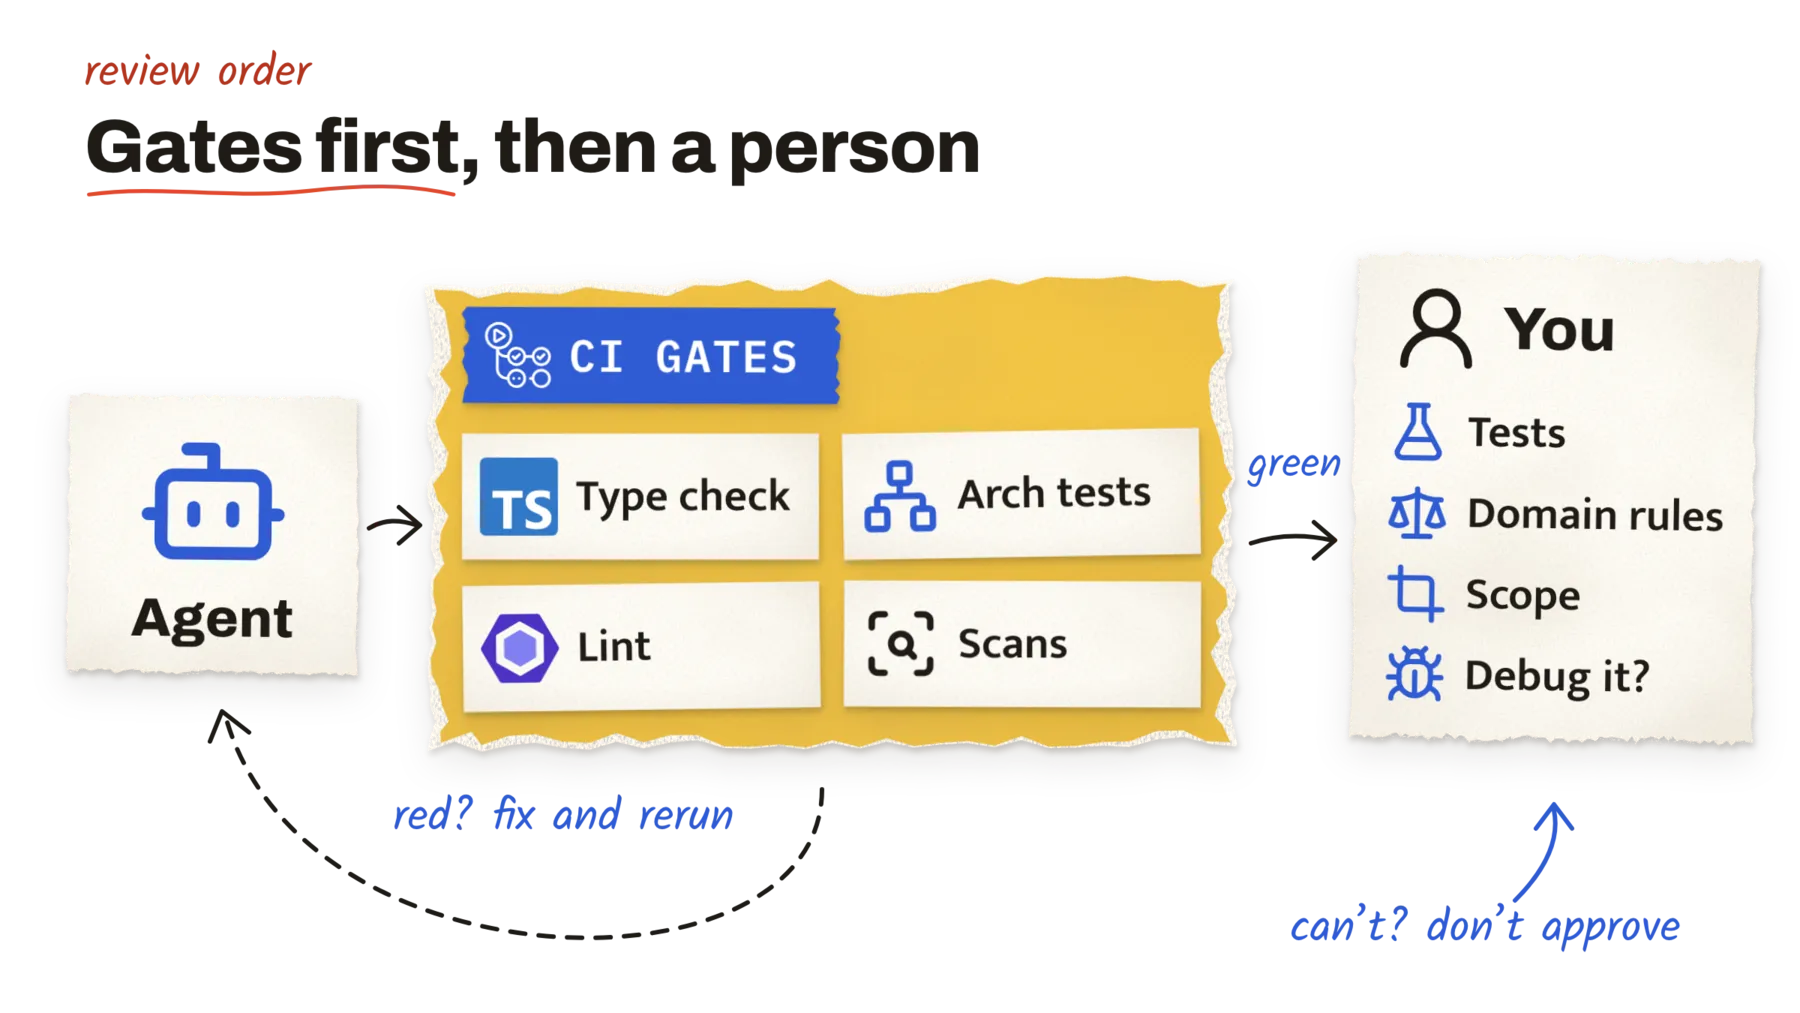 review order
Gates first, then a person
Agent
CI GATES
TS Type check
Arch tests
Lint
Scans
red? fix and rerun
green
You
Tests
Domain rules
Scope
Debug it?
can't? don't approve